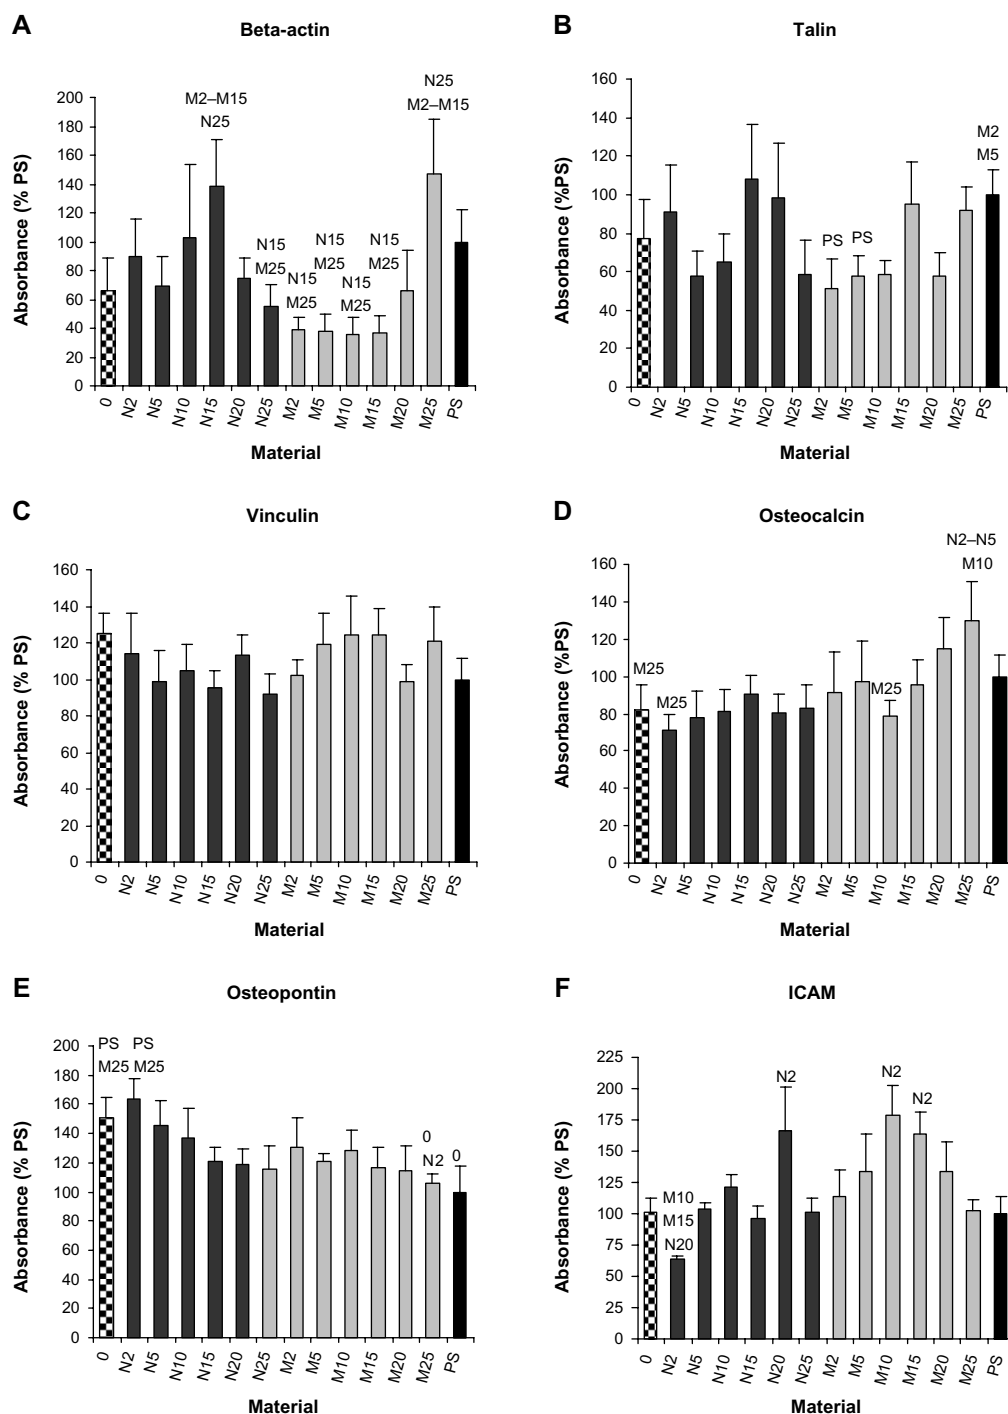 A
Beta-actin
Absorbance (% PS)
200
180
160
140
120
100
80
60
40
20
0
M2–M15
N25
N15
M25
N15
M25
N15
M25
N15
M25
N15
M25
N25
M2–M15
0
N2
N5
N10
N15
N20
N25
M2
M5
M10
M15
M20
M25
PS
Material
B
Talin
Absorbance (%PS)
160
140
120
100
80
60
40
20
0
PS
PS
M2
M5
0
N2
N5
N10
N15
N20
N25
M2
M5
M10
M15
M20
M25
PS
Material
C
Vinculin
Absorbance (% PS)
160
140
120
100
80
60
40
20
0
0
N2
N5
N10
N15
N20
N25
M2
M5
M10
M15
M20
M25
PS
Material
D
Osteocalcin
Absorbance (%PS)
160
140
120
100
80
60
40
20
0
M25
M25
M25
N2–N5
M10
0
N2
N5
N10
N15
N20
N25
M2
M5
M10
M15
M20
M25
PS
Material
E
Osteopontin
Absorbance (% PS)
200
180
160
140
120
100
80
60
40
20
0
PS
M25
PS
M25
0
N2
0
0
N2
N5
N10
N15
N20
N25
M2
M5
M10
M15
M20
M25
PS
Material
F
ICAM
Absorbance (% PS)
225
200
175
150
125
100
75
50
25
0
M10
M15
N20
N2
N2
N2
0
N2
N5
N10
N15
N20
N25
M2
M5
M10
M15
M20
M25
PS
Material